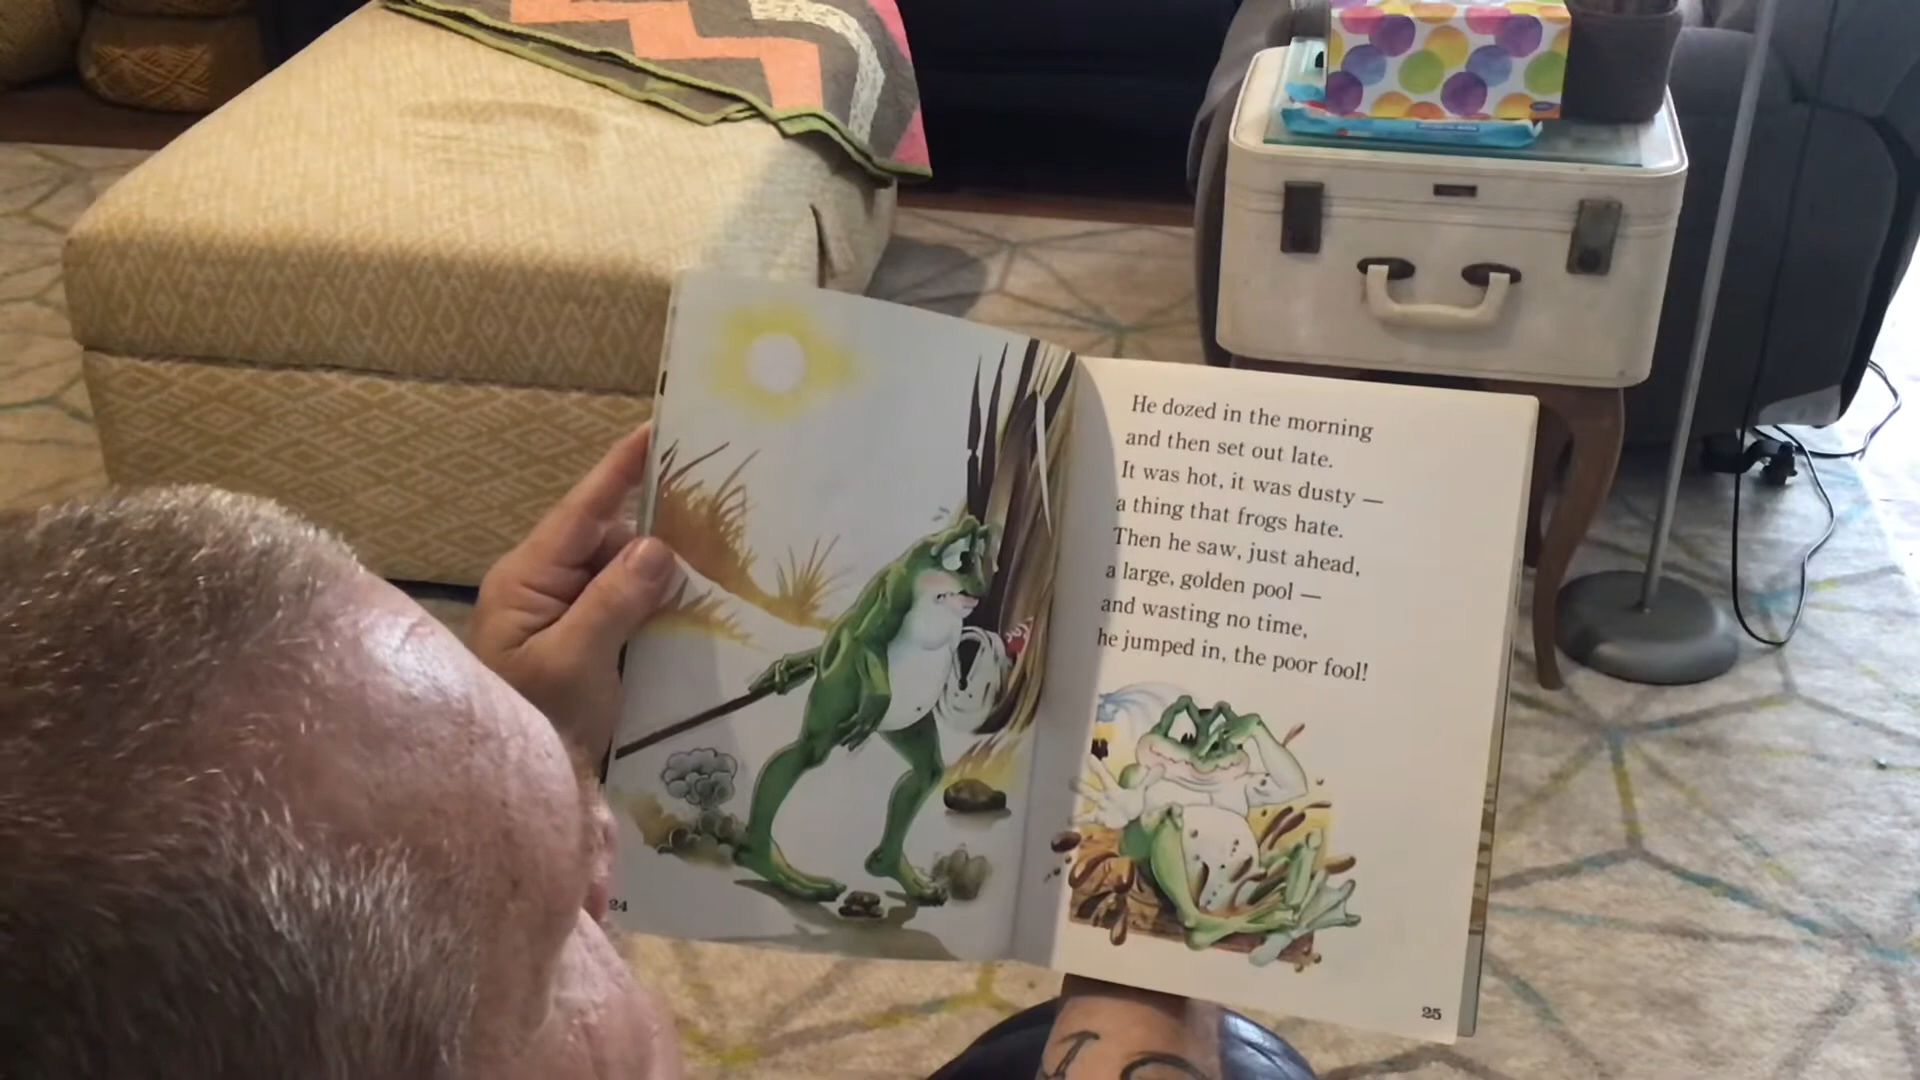 He dozed in the morning
and then set out late.
It was hot, it was dusty —
a thing that frogs hate.
Then he saw, just ahead,
a large, golden pool —
and wasting no time,
he jumped in, the poor fool!
24
25